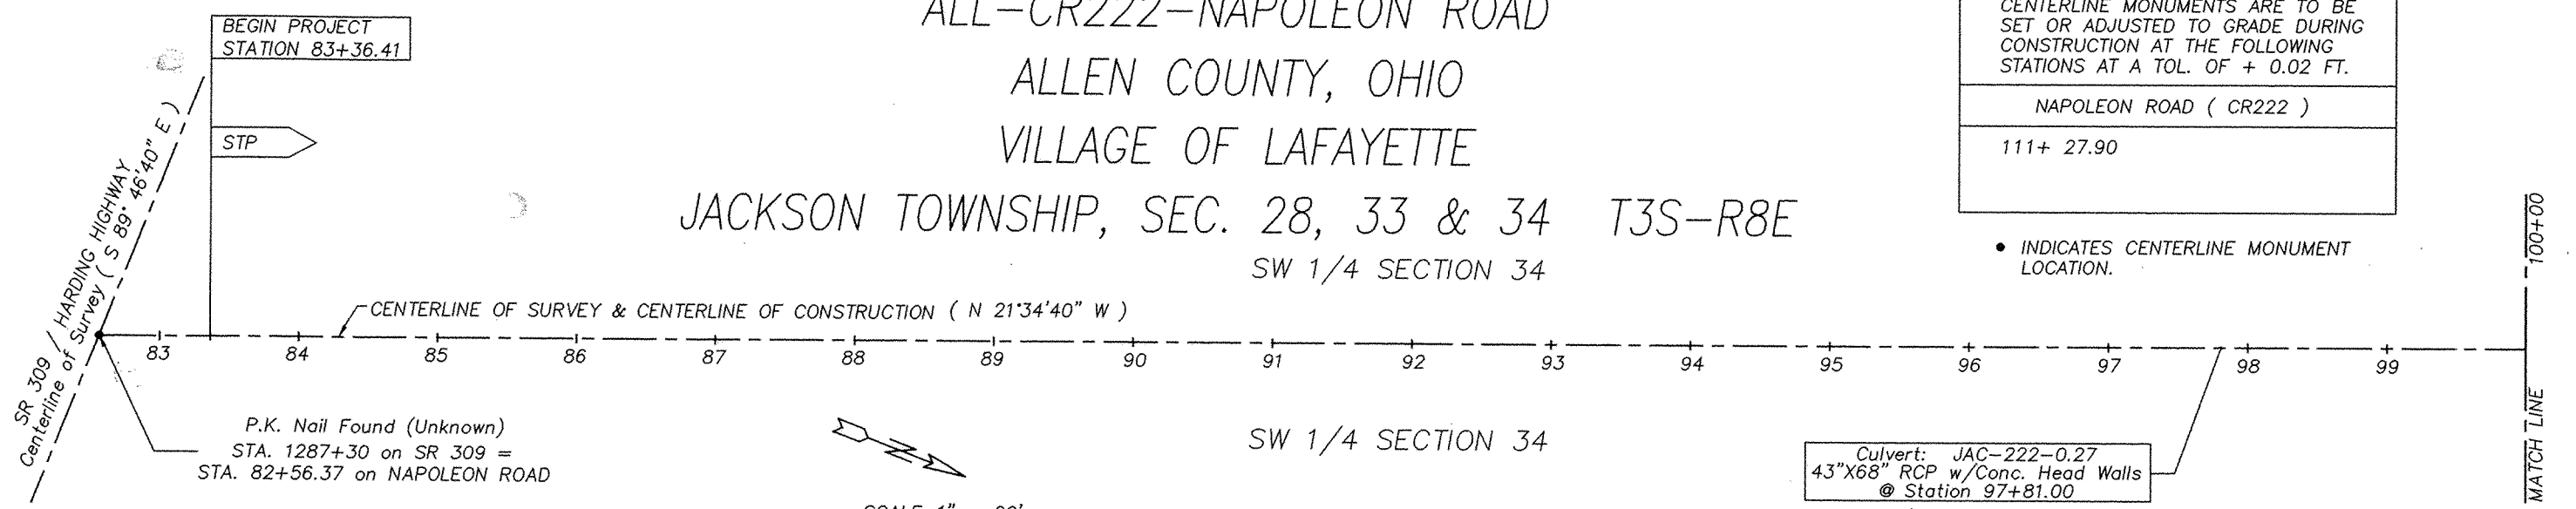 BEGIN PROJECT
STATION 83+36.41
STP
SR 309 / HARDING HIGHWAY
Centerline of Survey ( S 89° 46'40" E )
ALL-CR222-NAPOLEON ROAD
ALLEN COUNTY, OHIO
VILLAGE OF LAFAYETTE
JACKSON TOWNSHIP, SEC. 28, 33 & 34 T3S-R8E
SW 1/4 SECTION 34
CENTERLINE MONUMENTS ARE TO BE
SET OR ADJUSTED TO GRADE DURING
CONSTRUCTION AT THE FOLLOWING
STATIONS AT A TOL. OF + 0.02 FT.
NAPOLEON ROAD ( CR222 )
111+ 27.90
● INDICATES CENTERLINE MONUMENT
LOCATION.
100+00
CENTERLINE OF SURVEY & CENTERLINE OF CONSTRUCTION ( N 21°34'40" W )
83 84 85 86 87 88 89 90 91 92 93 94 95 96 97 98 99
P.K. Nail Found (Unknown)
STA. 1287+30 on SR 309 =
STA. 82+56.37 on NAPOLEON ROAD
SW 1/4 SECTION 34
Culvert: JAC-222-0.27
43"X68" RCP w/Conc. Head Walls
@ Station 97+81.00
MATCH LINE